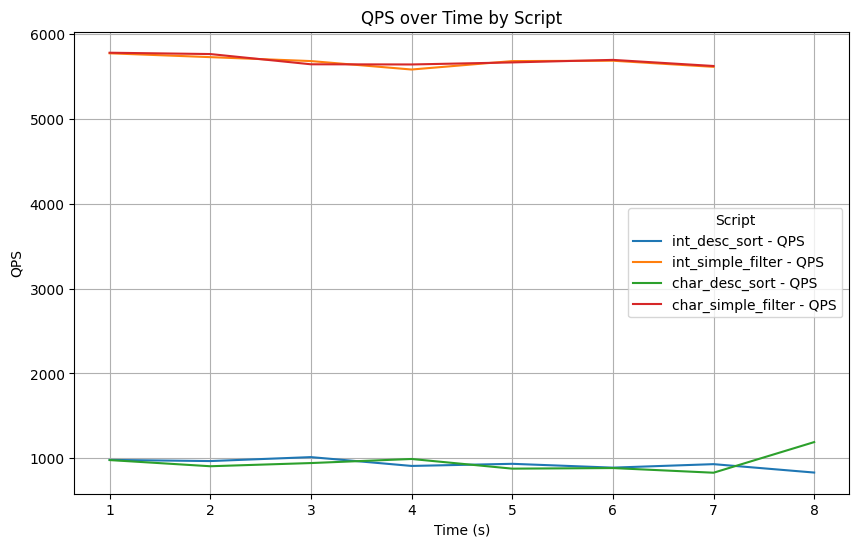 QPS over Time by Script
6000
5000
4000
3000
2000
1000
QPS
Script
int_desc_sort - QPS
int_simple_filter - QPS
char_desc_sort - QPS
char_simple_filter - QPS
1 2 3 4 5 6 7 8
Time (s)